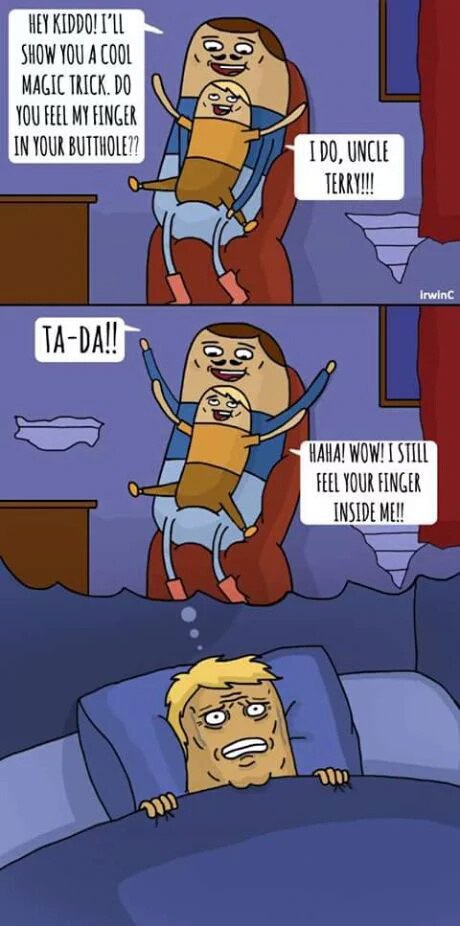 HEY KIDDO! I'LL
SHOW YOU A COOL
MAGIC TRICK. DO
YOU FEEL MY FINGER
IN YOUR BUTTHOLE??
I DO, UNCLE
TERRY!!!
IrwinC
TA-DA!!
HAHA! WOW! I STILL
FEEL YOUR FINGER
INSIDE ME!!